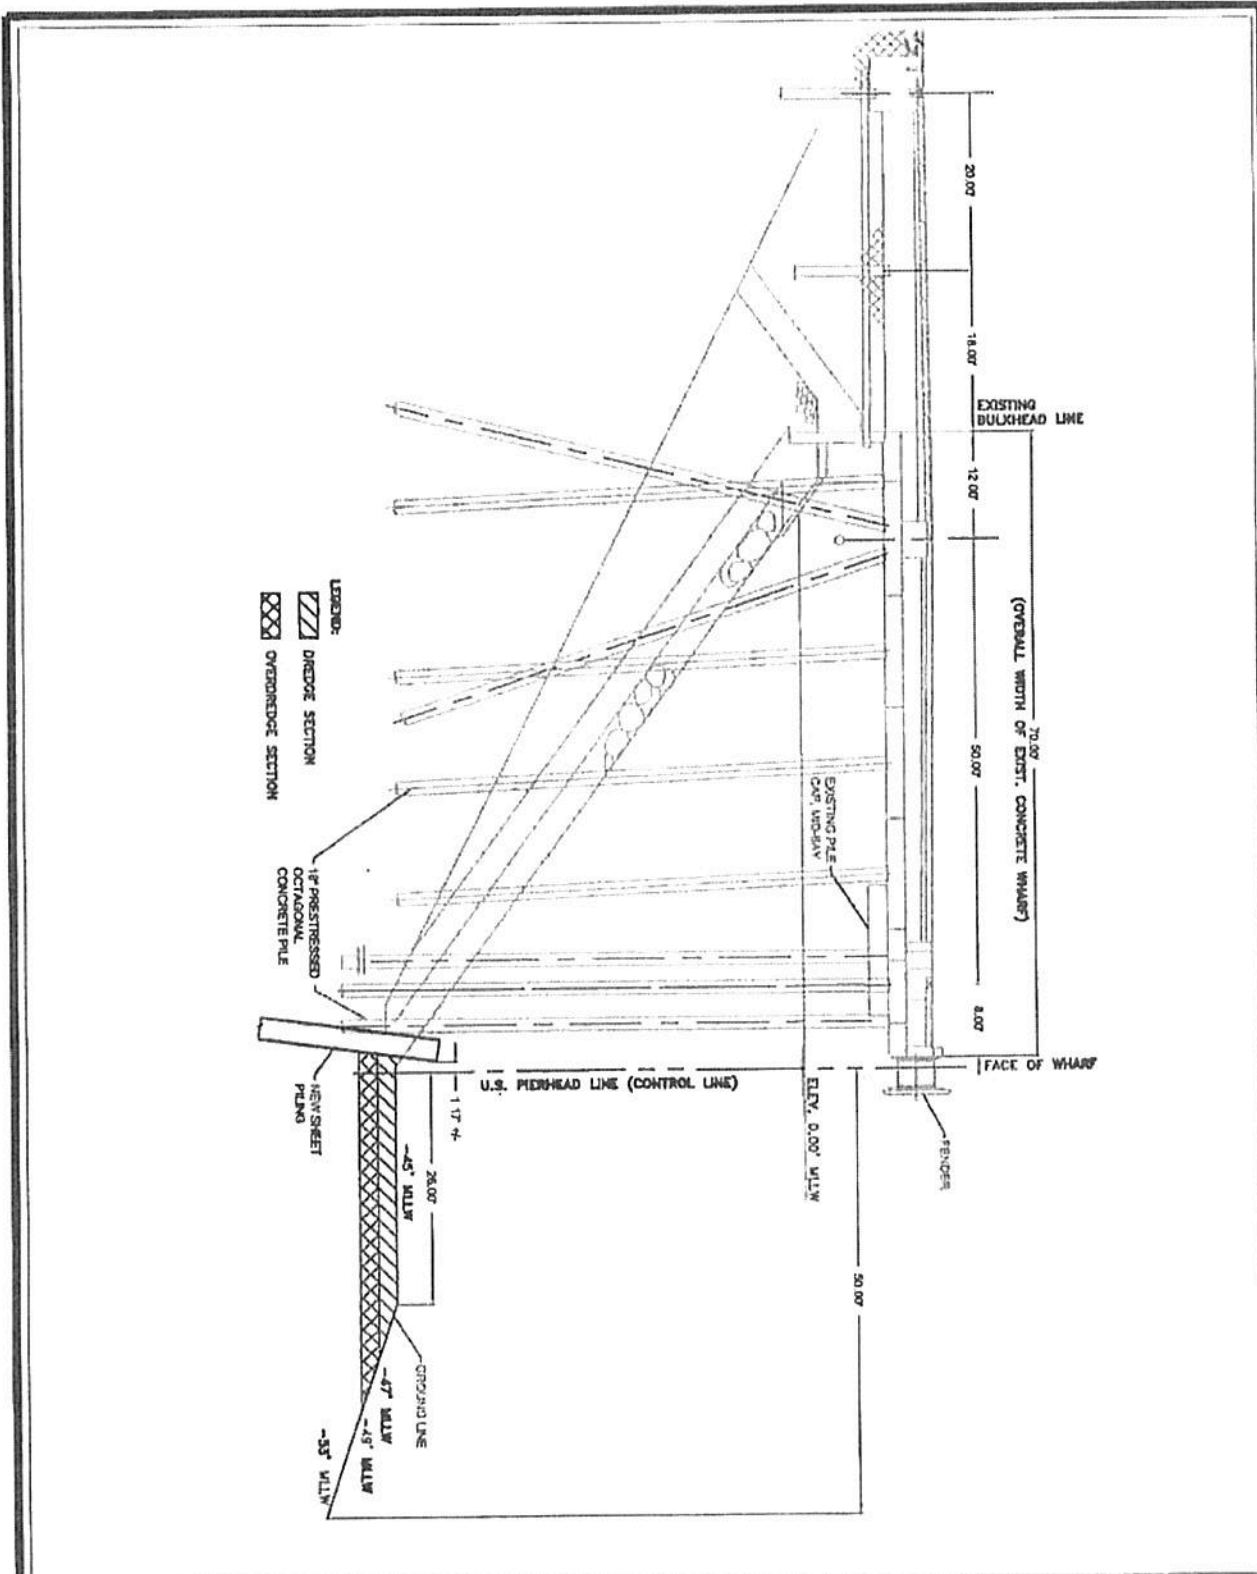 20.00'
18.00'
EXISTING
BULKHEAD LINE
12.00'
70.00'
(OVERALL WIDTH OF EXIST. CONCRETE WHARF)
50.00'
8.00'
FACE OF WHARF
FENDER
EXISTING PILE
CAP, MID-BAY
ELEV. 0.00' MLLW
U.S. PIERHEAD LINE (CONTROL LINE)
50.00'
1.17' +/-
26.00'
-45' MLLW
GROUND LINE
-47' MLLW
-49' MLLW
-53' MLLW
NEW SHEET
PILING
PRESTRESSED
OCTAGONAL
CONCRETE PILE
LEGEND:
DREDGE SECTION
OVERDREDGE SECTION